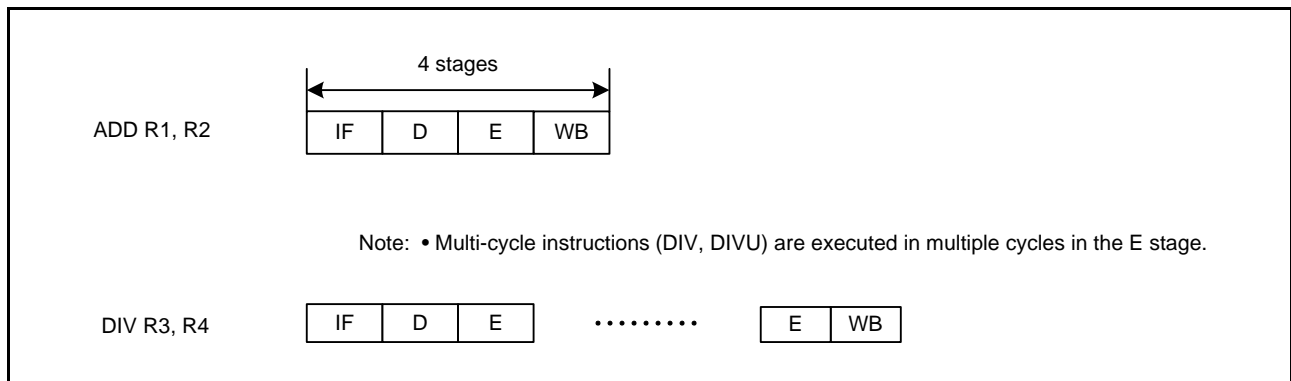 4 stages
ADD R1, R2 IF D E WB
Note: • Multi-cycle instructions (DIV, DIVU) are executed in multiple cycles in the E stage.
DIV R3, R4 IF D E ········· E WB